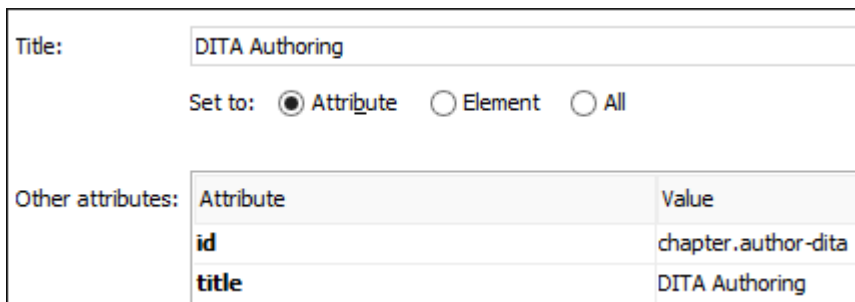 Title: DITA Authoring
Set to: Attribute Element All
Other attributes: Attribute Value
id chapter.author-dita
title DITA Authoring